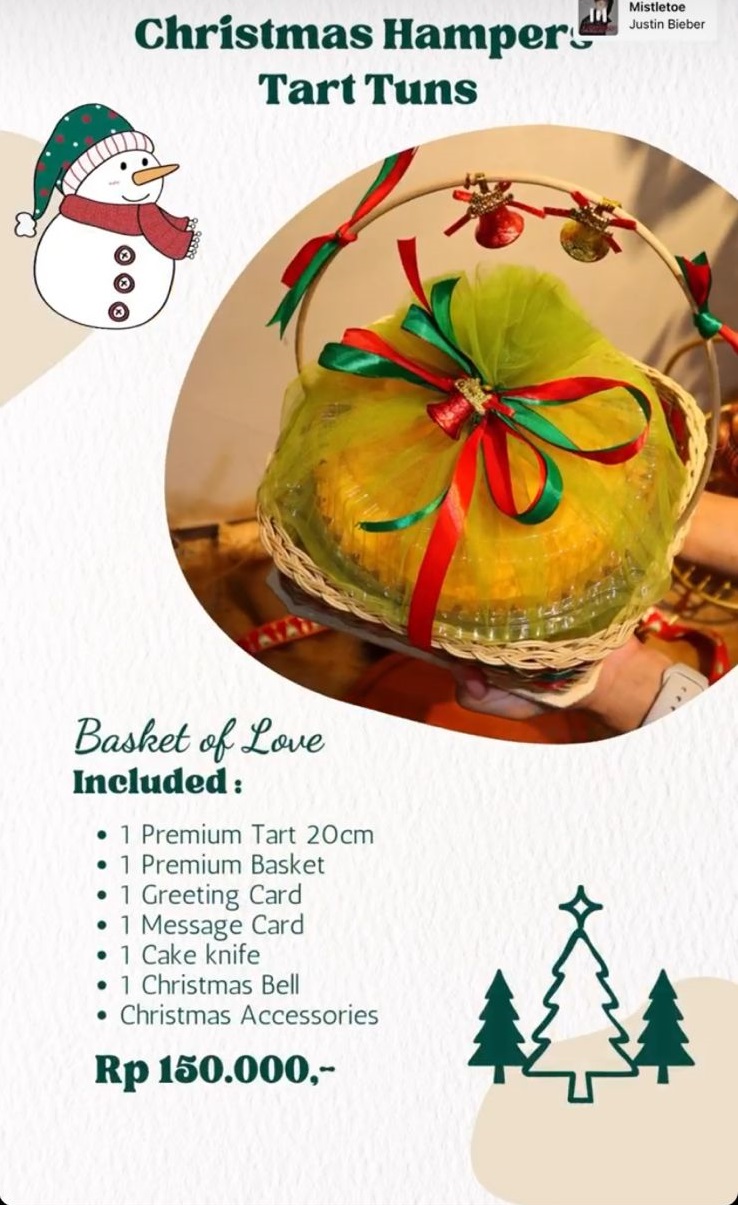 Mistletoe
Justin Bieber
Christmas Hampers
Tart Tuns
Basket of Love
Included :
• 1 Premium Tart 20cm
• 1 Premium Basket
• 1 Greeting Card
• 1 Message Card
• 1 Cake knife
• 1 Christmas Bell
• Christmas Accessories
Rp 150.000,-